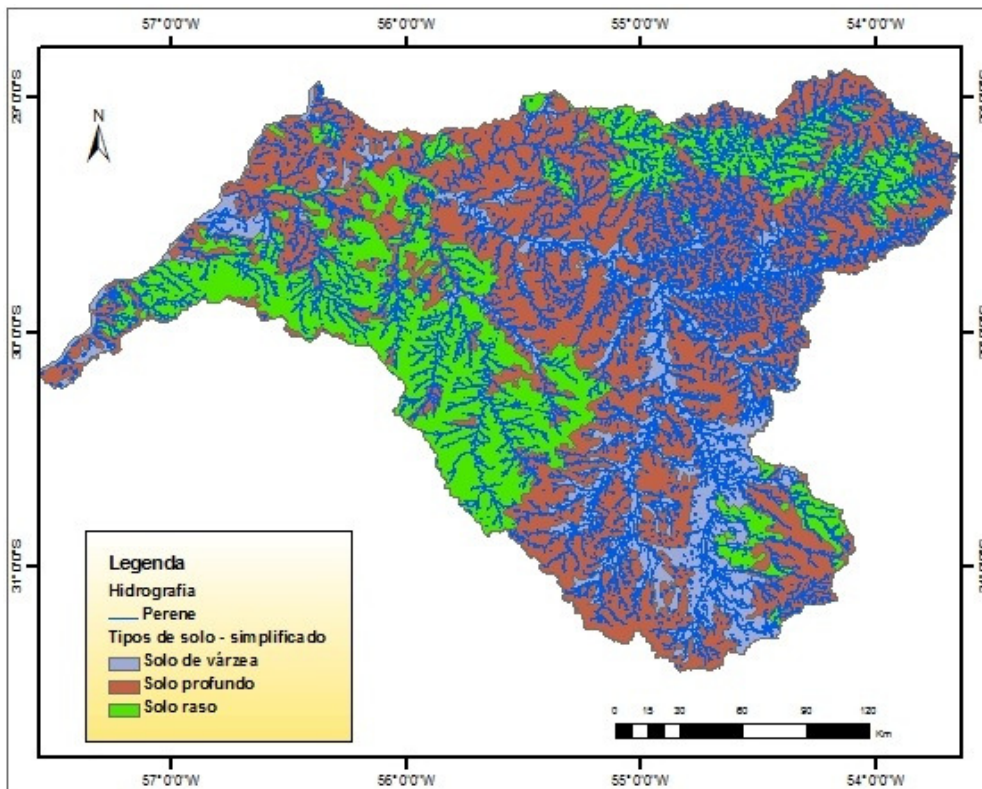 57°0'0"W 56°0'0"W 55°0'0"W 54°0'0"W
29°0'0"S
N
30°0'0"S
31°0'0"S
Legenda
Hidrografia
Perene
Tipos de solo - simplificado
Solo de várzea
Solo profundo
Solo raso
0 15 30 60 90 120
Km
57°0'0"W 56°0'0"W 55°0'0"W 54°0'0"W